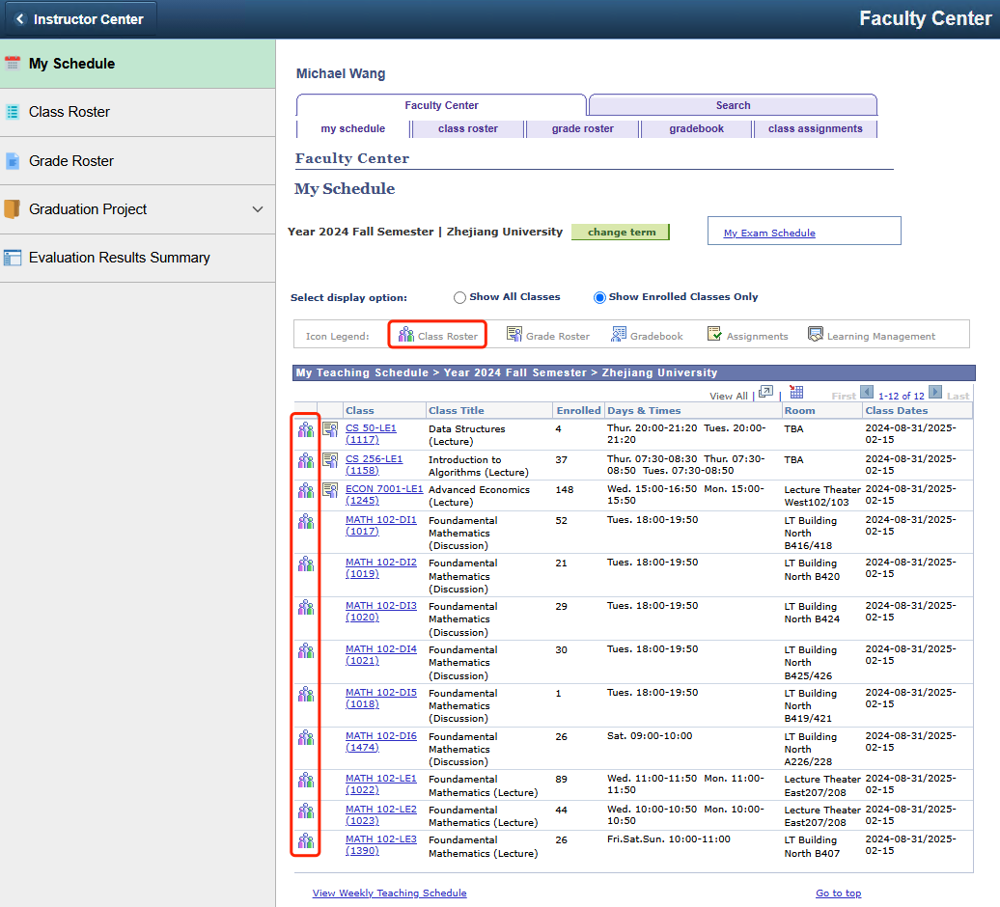 Instructor Center
Faculty Center
My Schedule
Class Roster
Grade Roster
Graduation Project
Evaluation Results Summary
Michael Wang
Faculty Center Search
my schedule class roster grade roster gradebook class assignments
Faculty Center
My Schedule
Year 2024 Fall Semester | Zhejiang University change term My Exam Schedule
Select display option: Show All Classes Show Enrolled Classes Only
Icon Legend: Class Roster Grade Roster Gradebook Assignments Learning Management
My Teaching Schedule > Year 2024 Fall Semester > Zhejiang University
View All | | First 1-12 of 12 Last
Class Class Title Enrolled Days & Times Room Class Dates
CS 50-LE1 Data Structures 4 Thur. 20:00-21:20 Tues. 20:00- TBA 2024-08-31/2025-
(1117) (Lecture) 21:20 02-15
CS 256-LE1 Introduction to 37 Thur. 07:30-08:30 Thur. 07:30- TBA 2024-08-31/2025-
(1158) Algorithms (Lecture) 08:50 Tues. 07:30-08:50 02-15
ECON 7001-LE1 Advanced Economics 148 Wed. 15:00-16:50 Mon. 15:00- Lecture Theater 2024-08-31/2025-
(1245) (Lecture) 15:50 West102/103 02-15
MATH 102-DI1 Foundamental 52 Tues. 18:00-19:50 LT Building 2024-08-31/2025-
(1017) Mathematics North 02-15
(Discussion) B416/418
MATH 102-DI2 Foundamental 21 Tues. 18:00-19:50 LT Building 2024-08-31/2025-
(1019) Mathematics North B420 02-15
(Discussion)
MATH 102-DI3 Foundamental 29 Tues. 18:00-19:50 LT Building 2024-08-31/2025-
(1020) Mathematics North B424 02-15
(Discussion)
MATH 102-DI4 Foundamental 30 Tues. 18:00-19:50 LT Building 2024-08-31/2025-
(1021) Mathematics North 02-15
(Discussion) B425/426
MATH 102-DI5 Foundamental 1 Tues. 18:00-19:50 LT Building 2024-08-31/2025-
(1018) Mathematics North 02-15
(Discussion) B419/421
MATH 102-DI6 Foundamental 26 Sat. 09:00-10:00 LT Building 2024-08-31/2025-
(1474) Mathematics North 02-15
(Discussion) A226/228
MATH 102-LE1 Foundamental 89 Wed. 11:00-11:50 Mon. 11:00- Lecture Theater 2024-08-31/2025-
(1022) Mathematics (Lecture) 11:50 East207/208 02-15
MATH 102-LE2 Foundamental 44 Wed. 10:00-10:50 Mon. 10:00- Lecture Theater 2024-08-31/2025-
(1023) Mathematics (Lecture) 10:50 East207/208 02-15
MATH 102-LE3 Foundamental 26 Fri.Sat.Sun. 10:00-11:00 LT Building 2024-08-31/2025-
(1390) Mathematics (Lecture) North B407 02-15
View Weekly Teaching Schedule Go to top